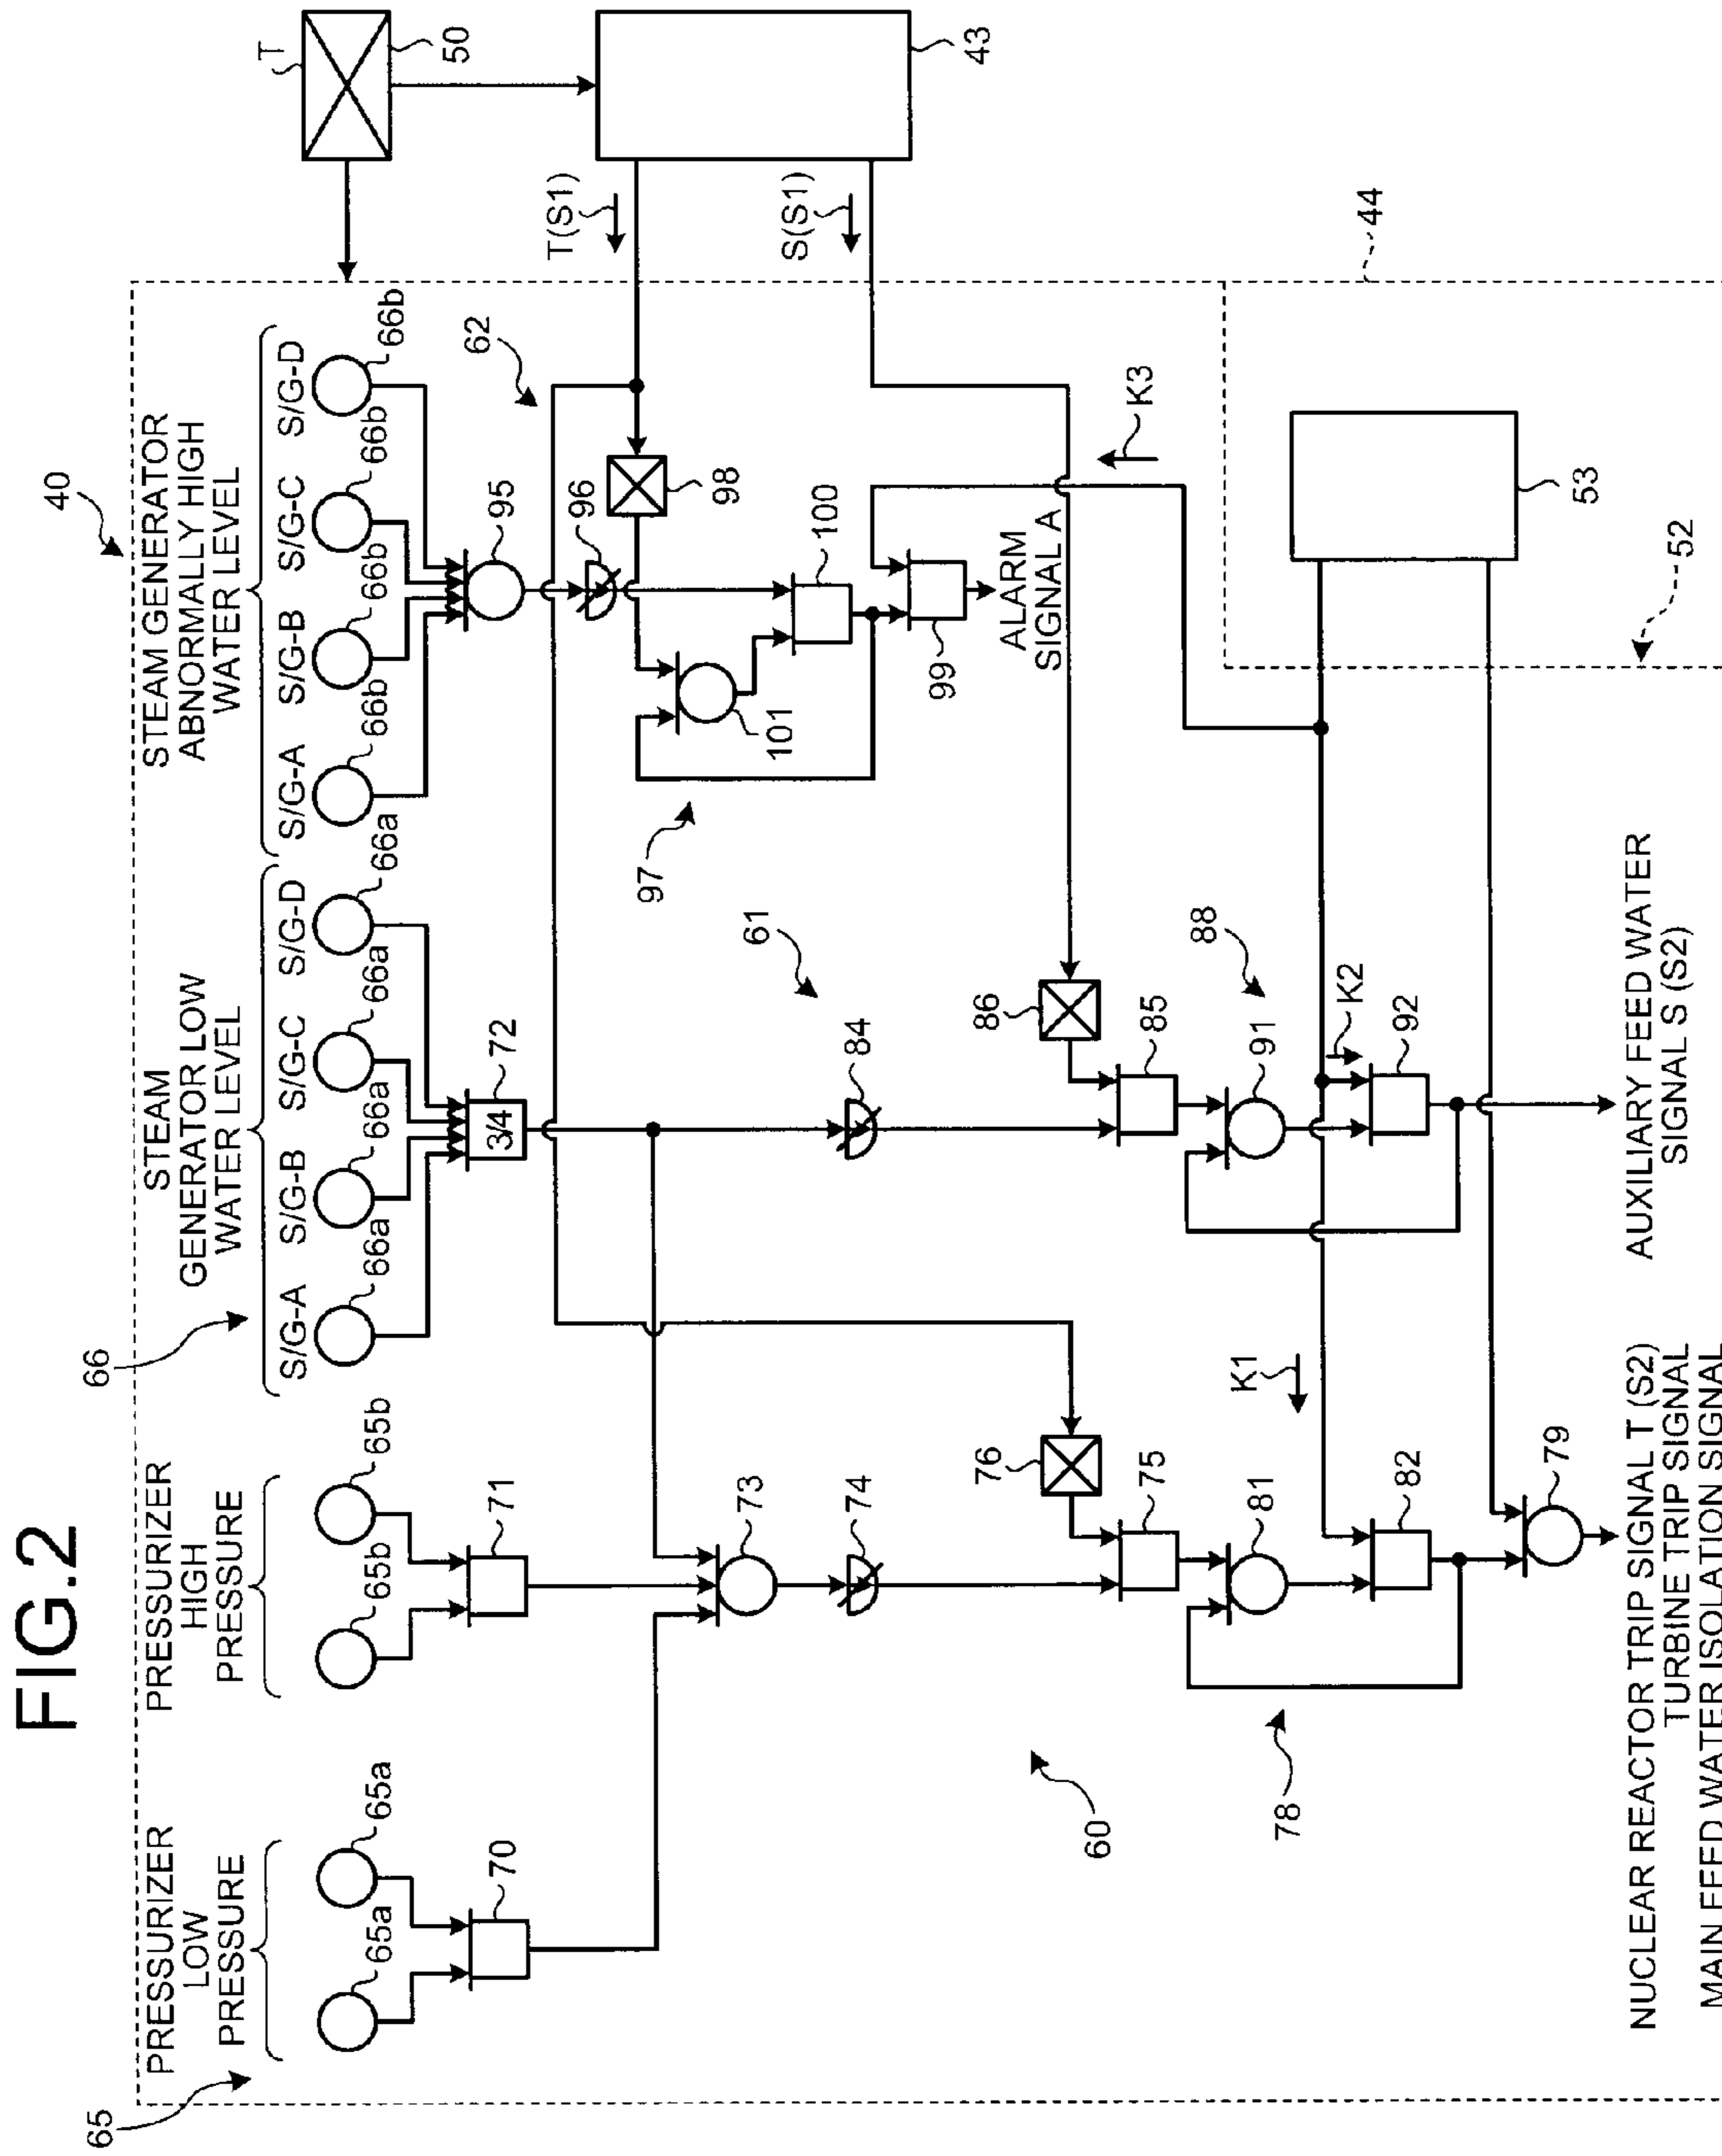 FIG.2
40
65
PRESSURIZER
LOW
PRESSURE
65a
65a
PRESSURIZER
HIGH
PRESSURE
65b
65b
66
STEAM
GENERATOR LOW
WATER LEVEL
S/G-A
S/G-B
S/G-C
S/G-D
66a
66a
66a
66a
STEAM GENERATOR
ABNORMALLY HIGH
WATER LEVEL
S/G-A
S/G-B
S/G-C
S/G-D
66b
66b
66b
66b
T
50
43
T(S1)
S(S1)
70
71
3/4
72
95
62
96
98
73
74
97
101
100
99
ALARM
SIGNAL A
K3
44
61
84
60
76
75
86
85
78
81
K1
82
88
91
K2
92
53
52
79
NUCLEAR REACTOR TRIP SIGNAL T (S2)
TURBINE TRIP SIGNAL
MAIN FEED WATER ISOLATION SIGNAL
AUXILIARY FEED WATER
SIGNAL S (S2)